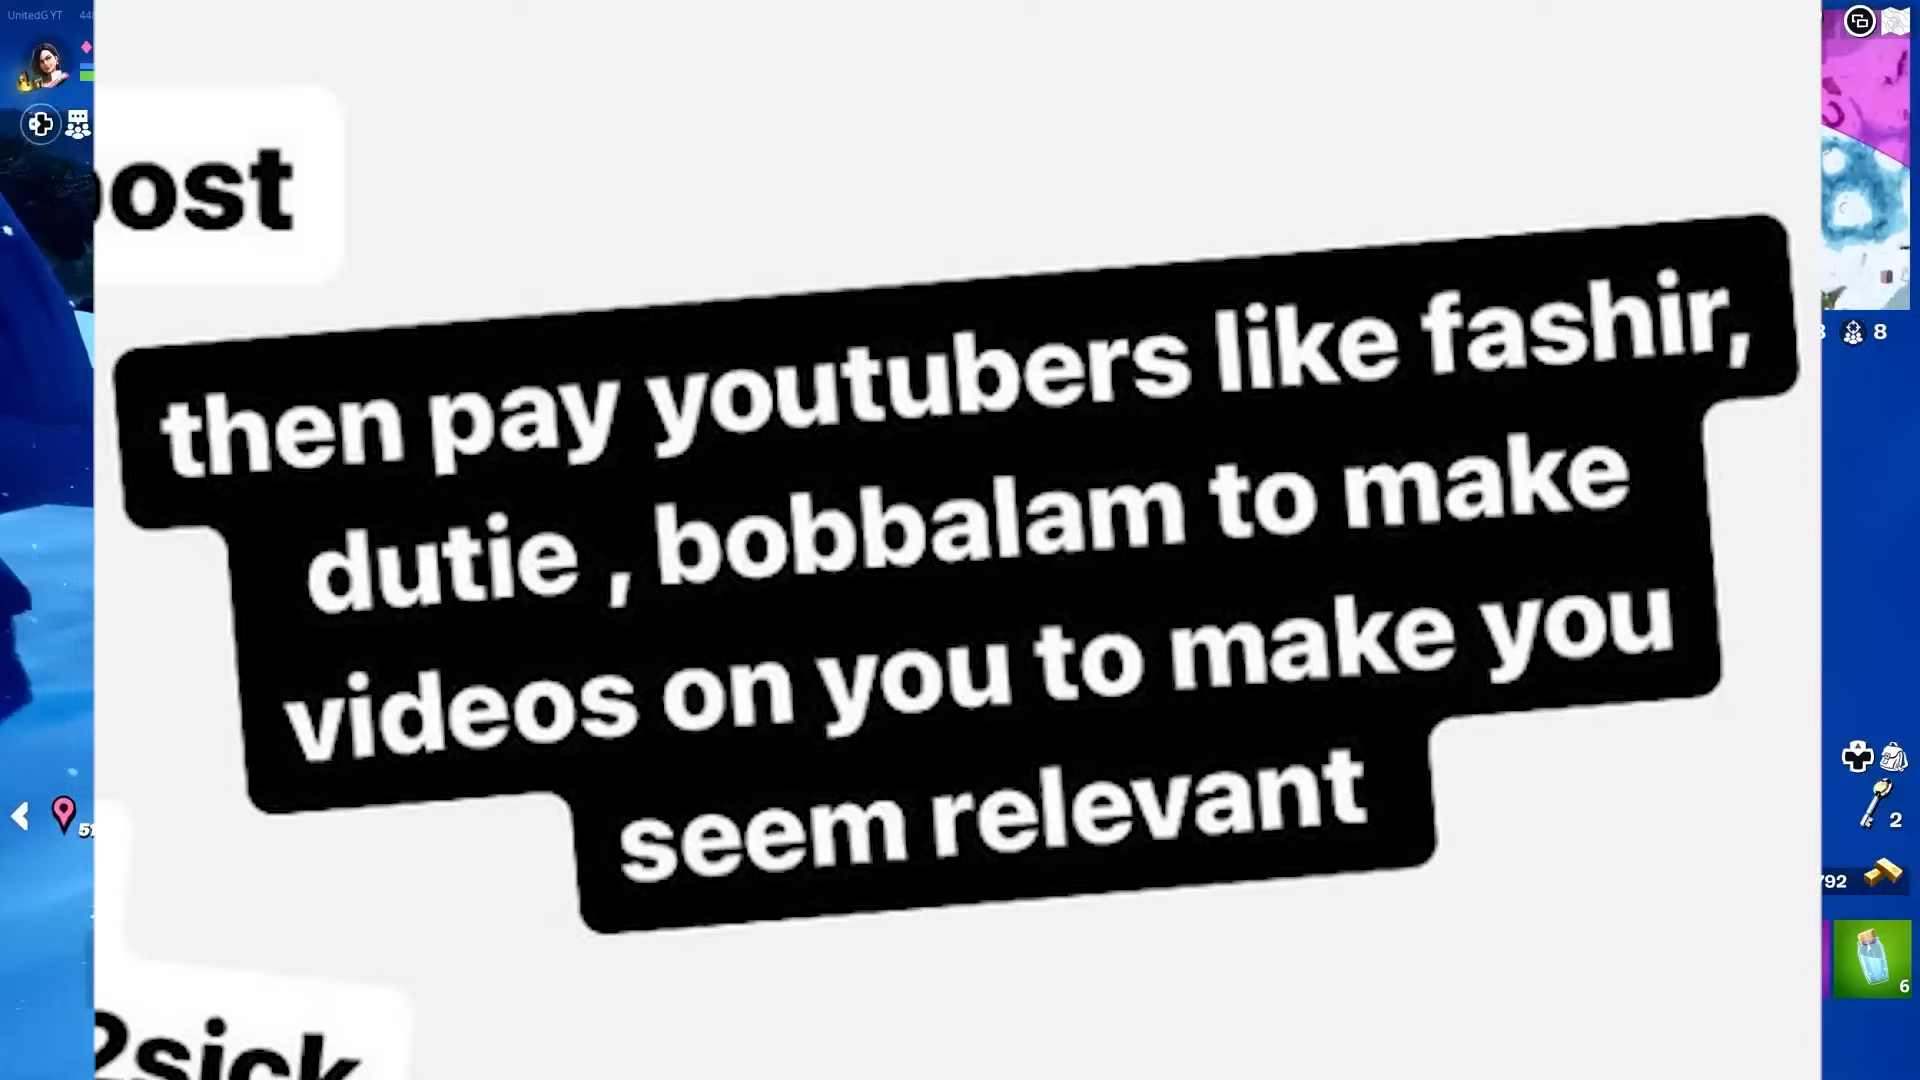 UnitedG YT
ost
then pay youtubers like fashir,
dutie , bobbalam to make
videos on you to make you
seem relevant
2sick
8
2
792
6